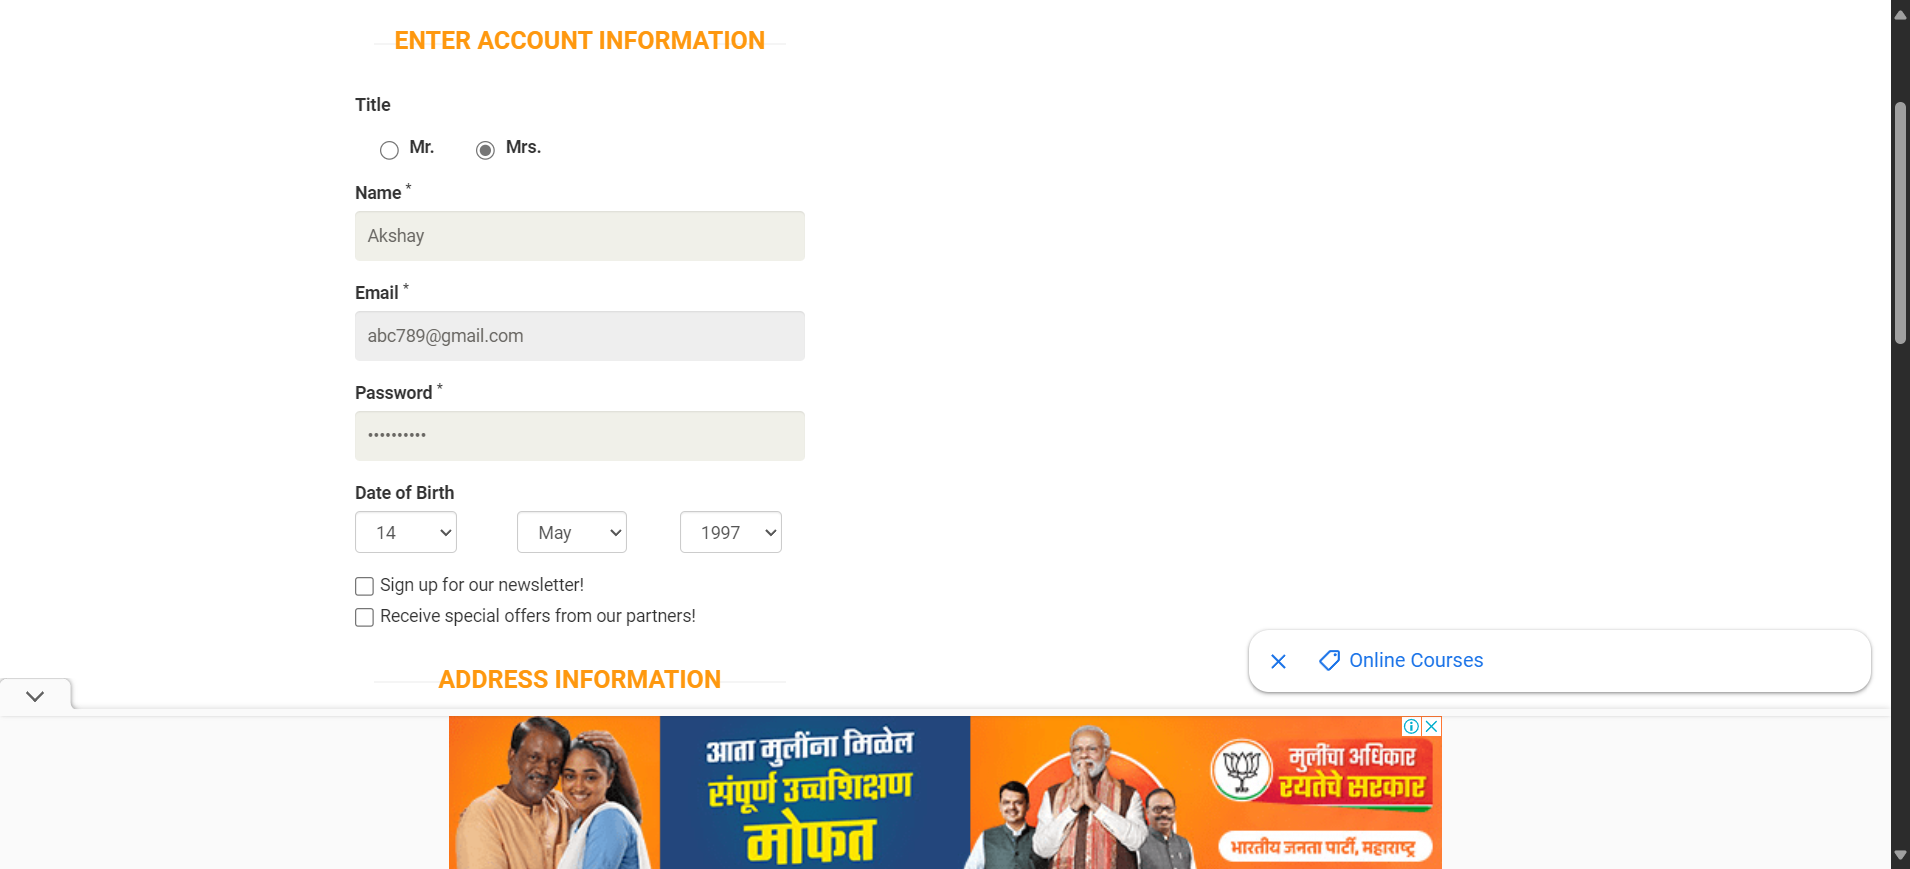 ENTER ACCOUNT INFORMATION
Title
Mr. Mrs.
Name *
Akshay
Email *
abc789@gmail.com
Password *
••••••••••
Date of Birth
14 May 1997
Sign up for our newsletter!
Receive special offers from our partners!
ADDRESS INFORMATION
Online Courses
आता मुलींना मिळेल
संपूर्ण उच्चशिक्षण
मोफत
मुलींचा अधिकार
रयतेचे सरकार
भारतीय जनता पार्टी, महाराष्ट्र